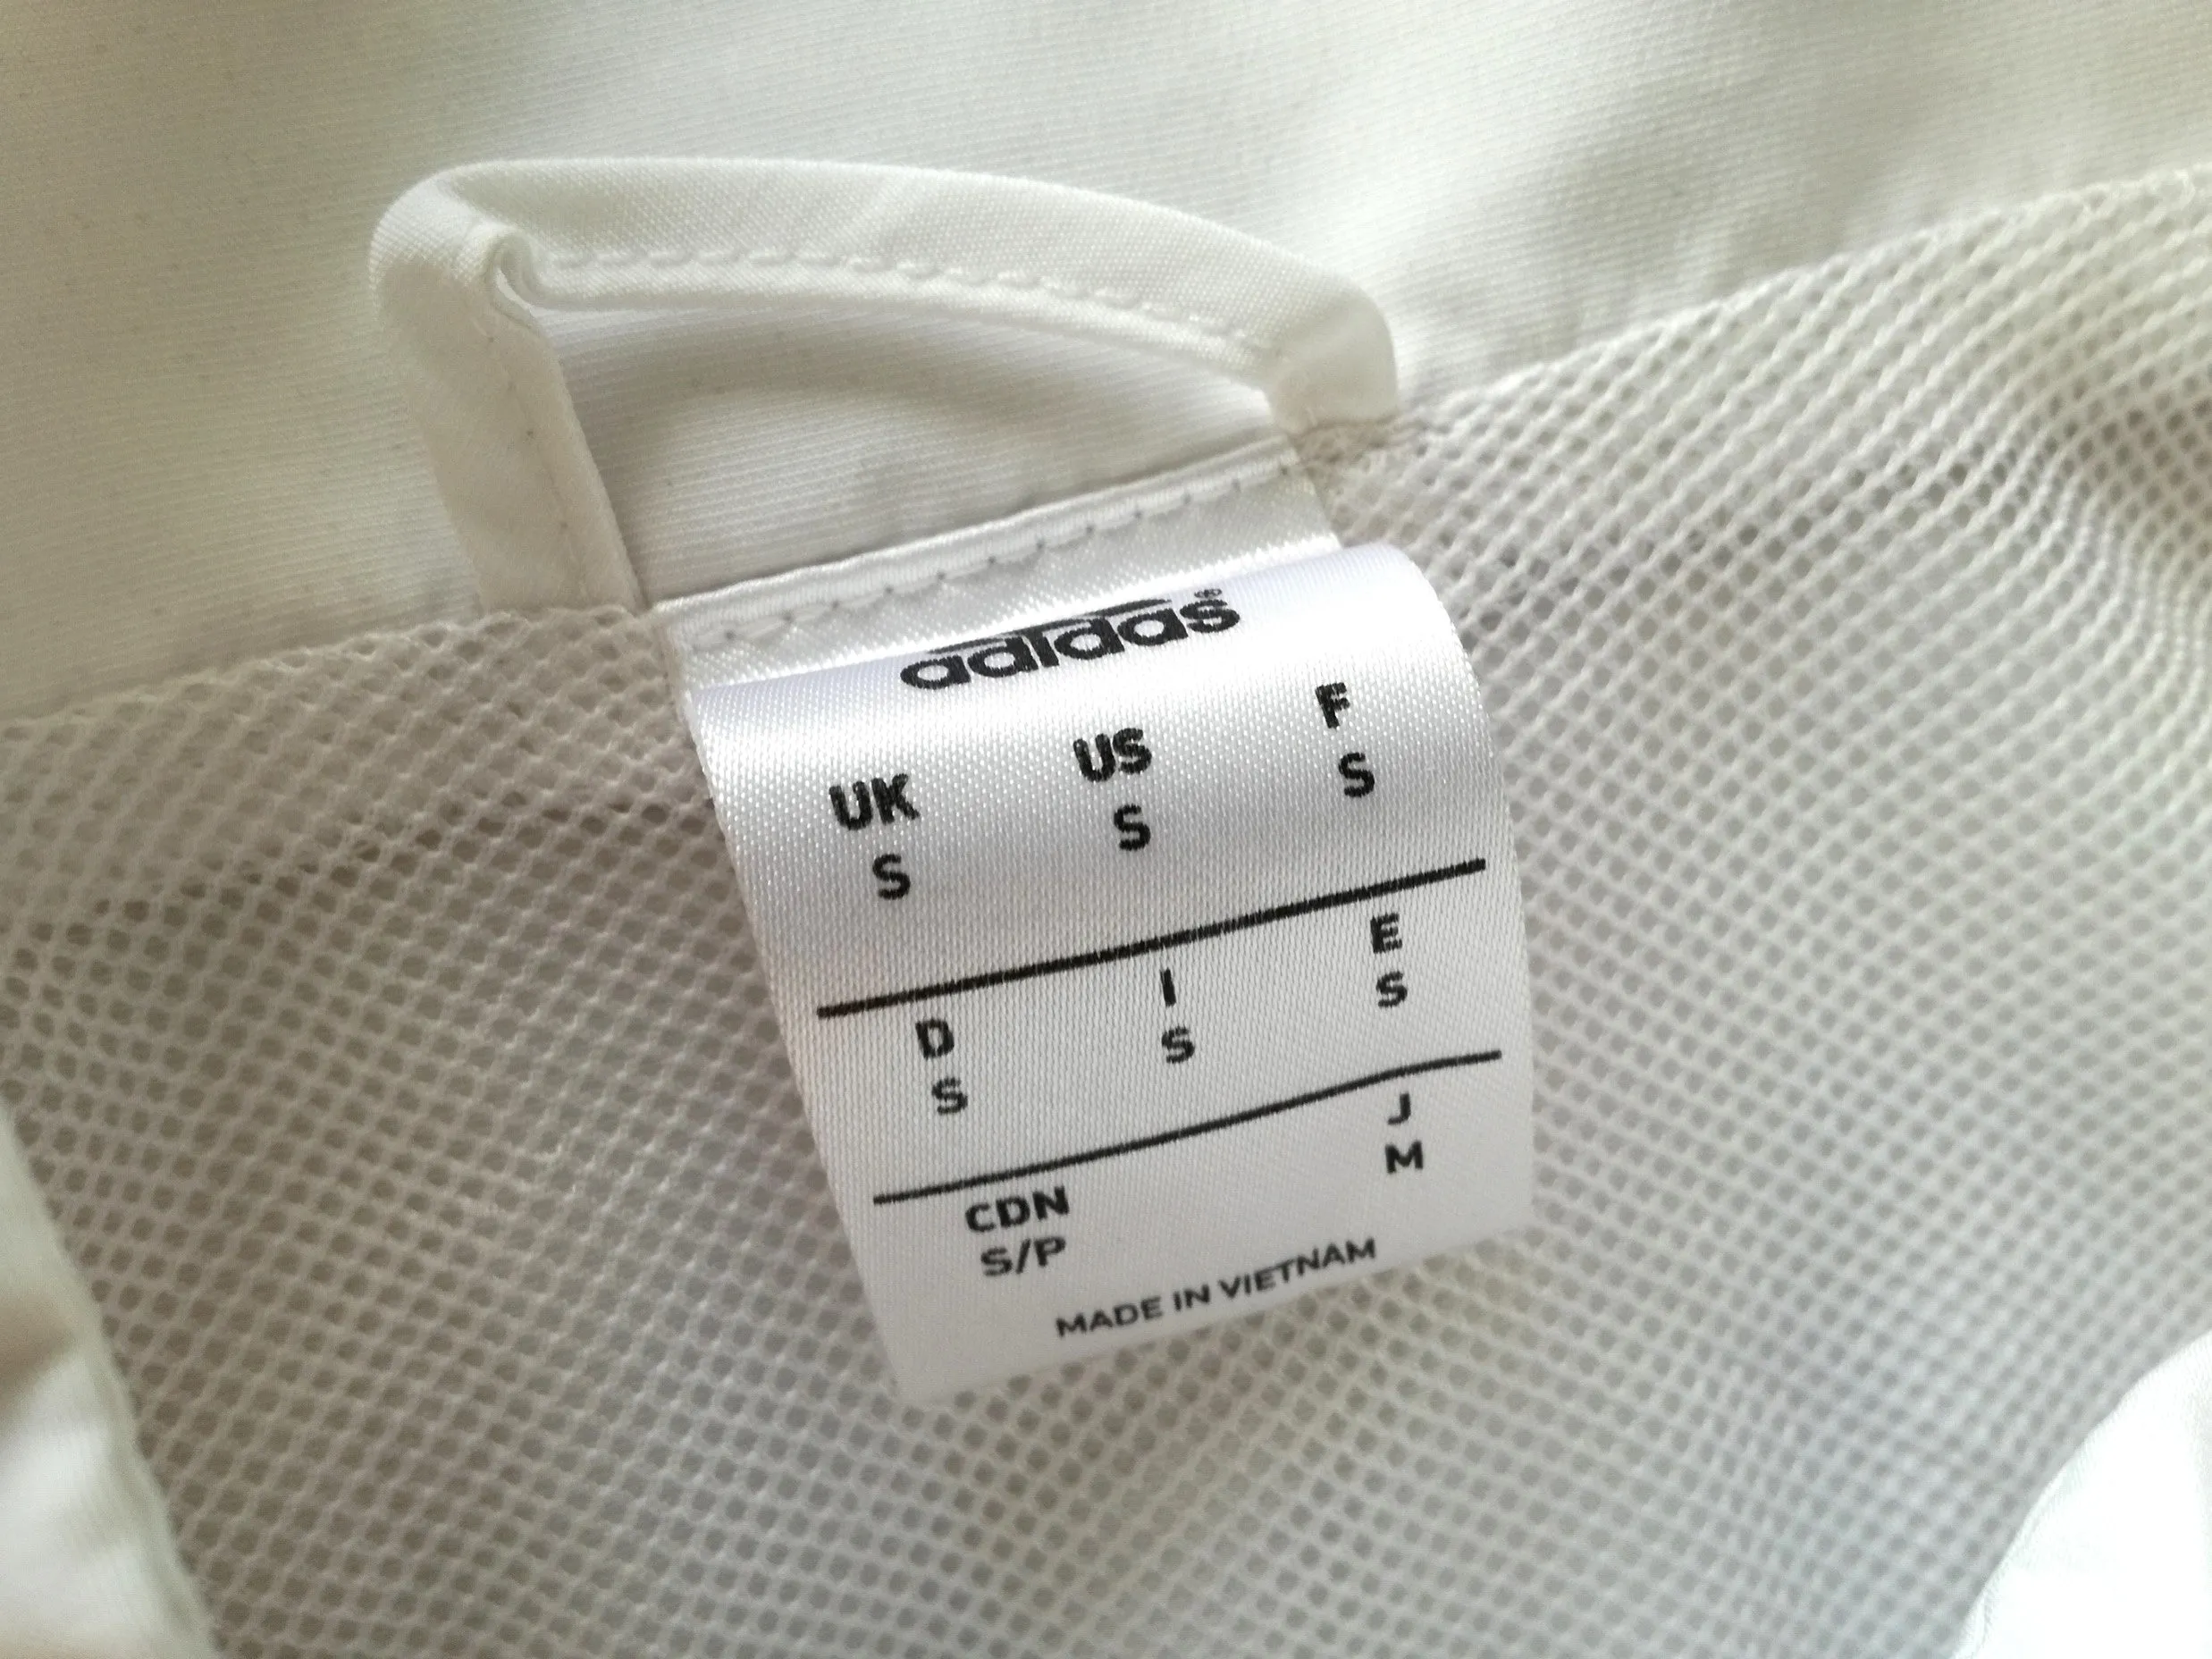 adidas®
UK US F
S S S
D I E
S S S
CDN J
S/P M
MADE IN VIETNAM